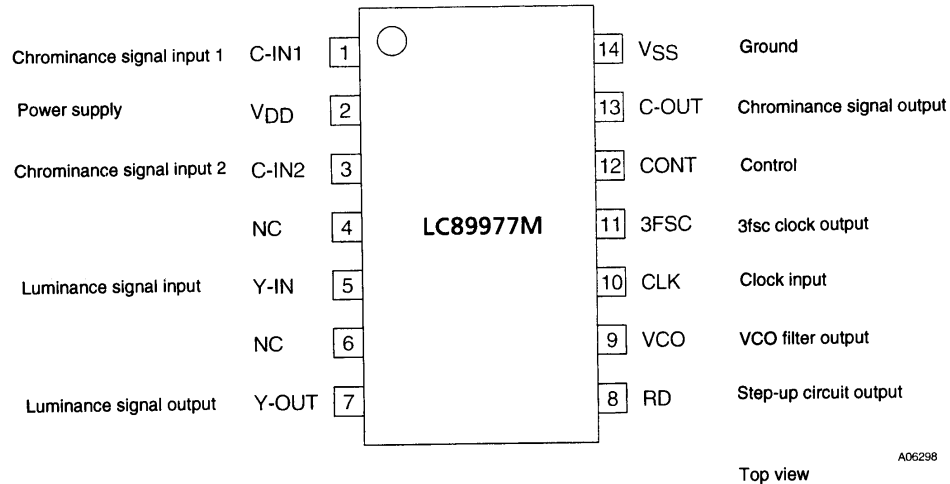 Chrominance signal input 1 C-IN1 1 14 VSS Ground
Power supply VDD 2 13 C-OUT Chrominance signal output
Chrominance signal input 2 C-IN2 3 12 CONT Control
NC 4 LC89977M 11 3FSC 3fsc clock output
Luminance signal input Y-IN 5 10 CLK Clock input
NC 6 9 VCO VCO filter output
Luminance signal output Y-OUT 7 8 RD Step-up circuit output
A06298
Top view